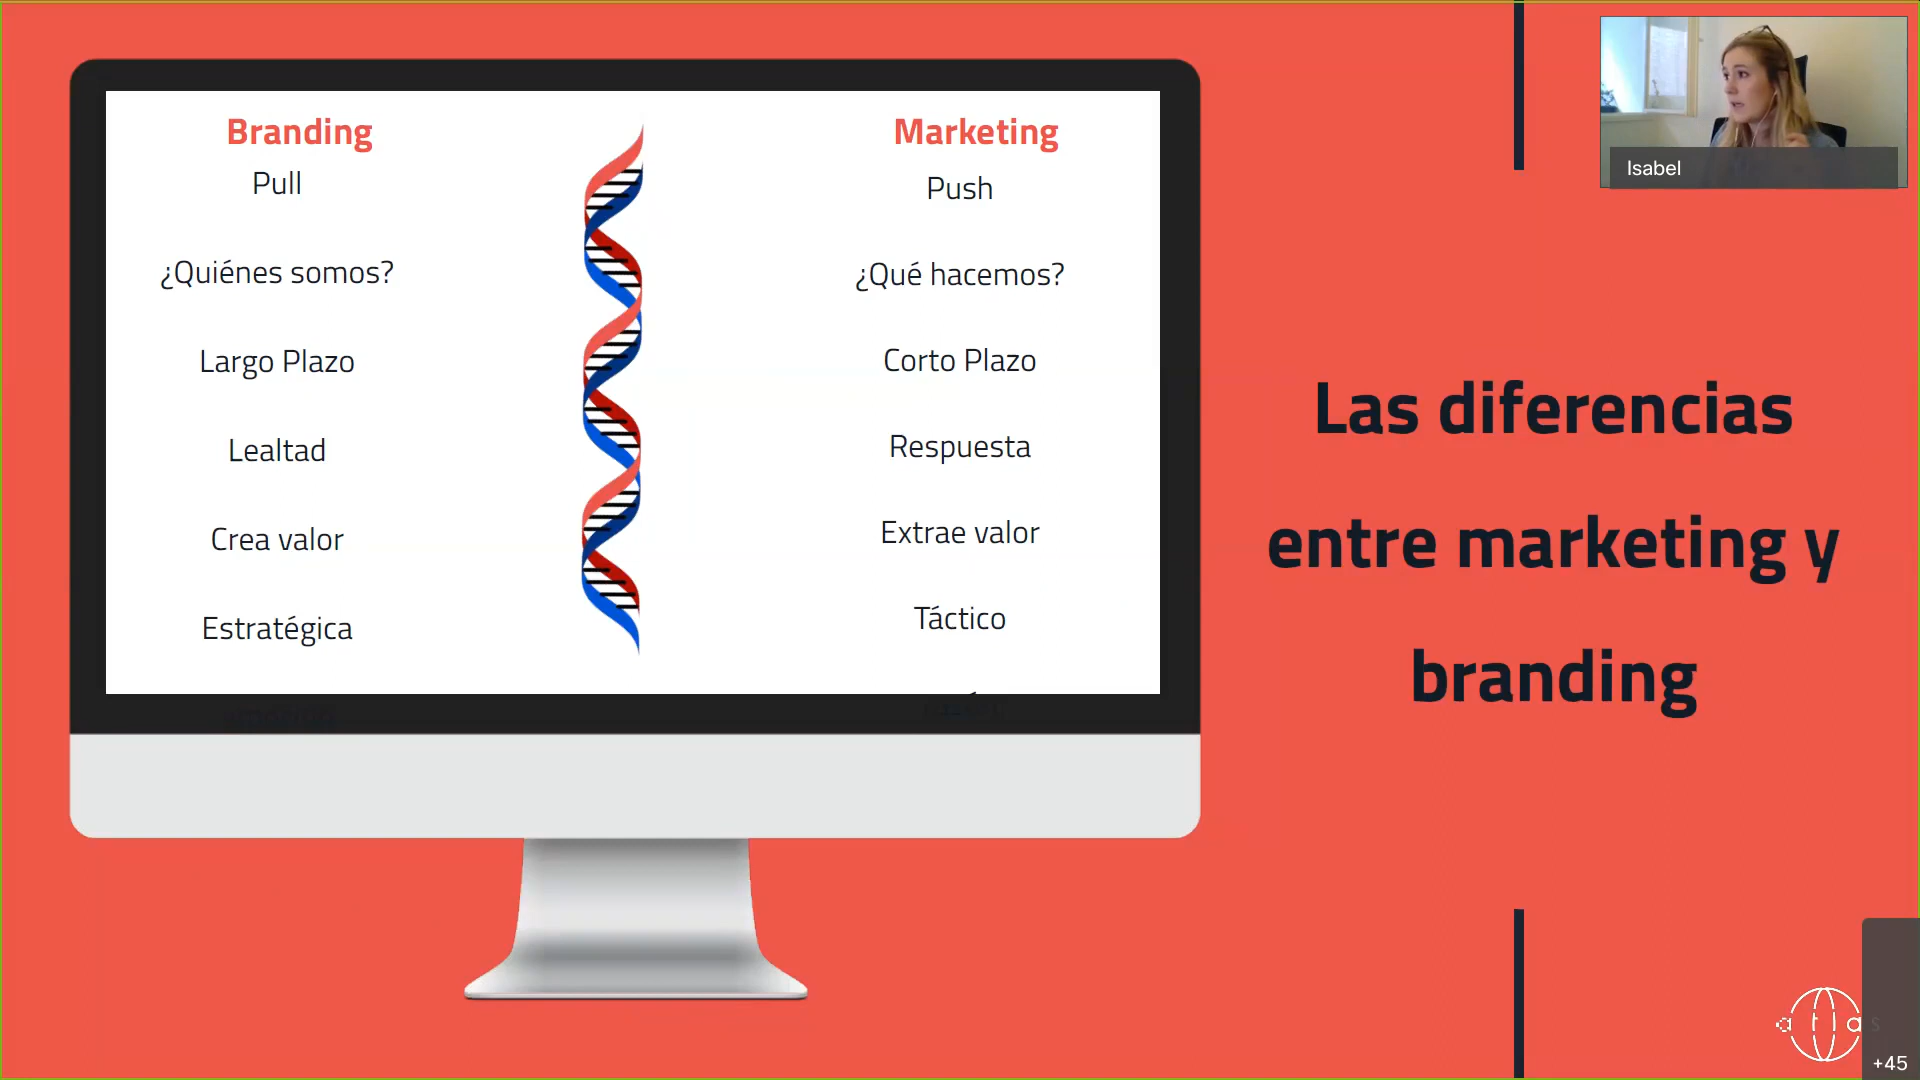 Branding
Pull
¿Quiénes somos?
Largo Plazo
Lealtad
Crea valor
Estratégica
Marketing
Push
¿Qué hacemos?
Corto Plazo
Respuesta
Extrae valor
Táctico
Las diferencias
entre marketing y
branding
Isabel
atlas
+45